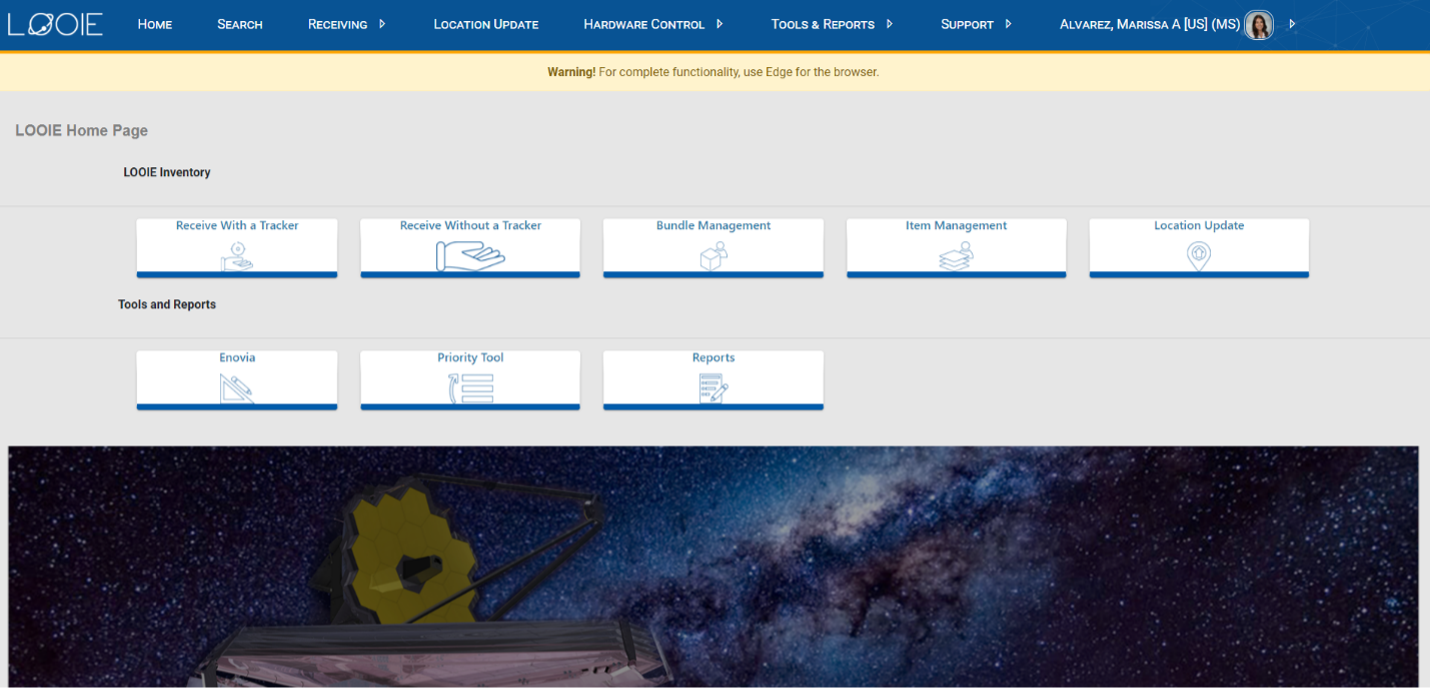 LOOIE HOME SEARCH RECEIVING LOCATION UPDATE HARDWARE CONTROL TOOLS & REPORTS SUPPORT ALVAREZ, MARISSA A [US] (MS)
Warning! For complete functionality, use Edge for the browser.
LOOIE Home Page
LOOIE Inventory
Receive With a Tracker Receive Without a Tracker Bundle Management Item Management Location Update
Tools and Reports
Enovia Priority Tool Reports